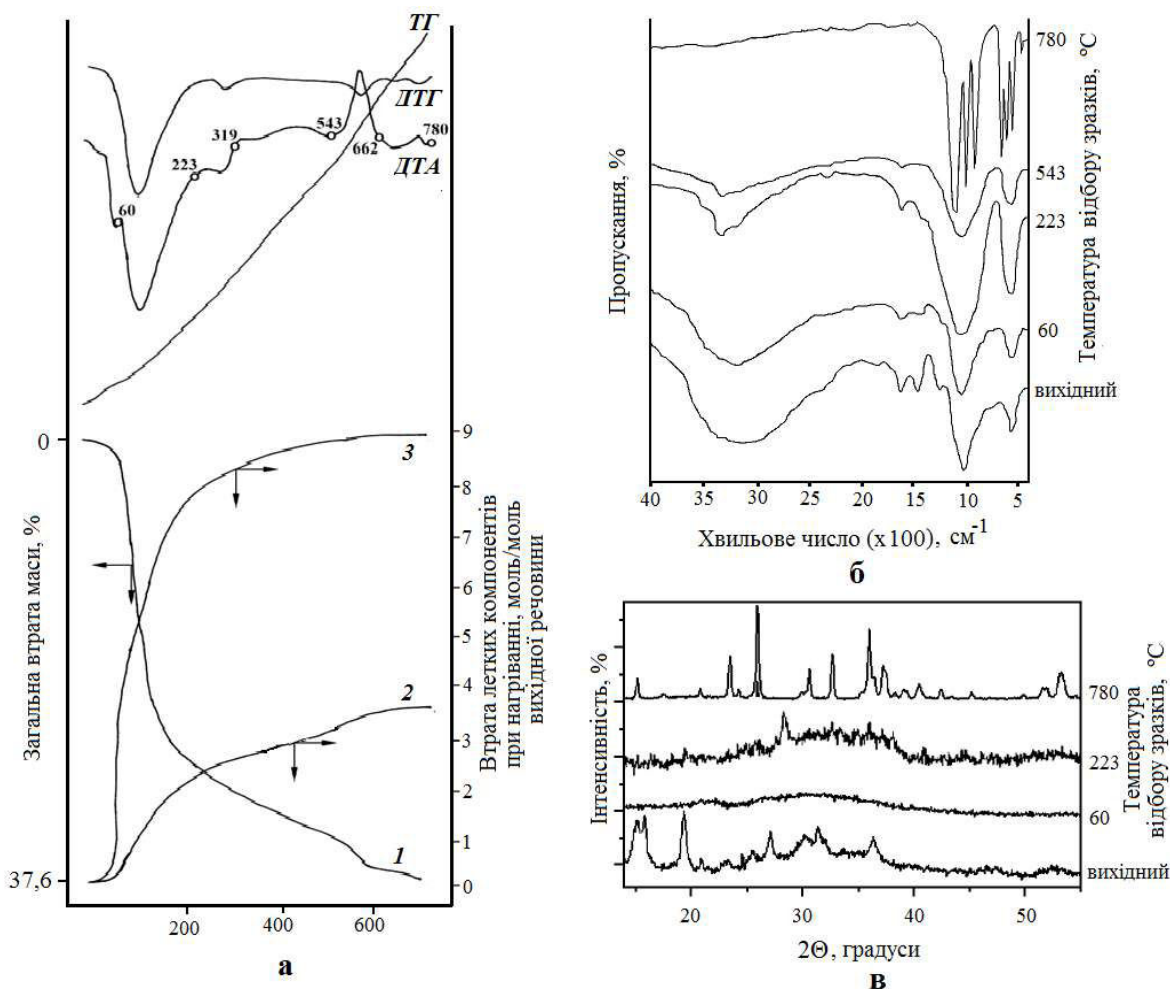 ТГ
ДТГ
543
780
319
662
223
ДТА
60
0
9
3
8
7
6
5
4
2
3
2
1
1
37,6
0
200
400
600
Загальна втрата маси, %
Втрата летких компонентів
при нагріванні, моль/моль
вихідної речовини
а
780
543
223
60
вихідний
Пропускання, %
Температура відбору зразків, °C
40
35
30
25
20
15
10
5
Хвильове число (x100), см-1
б
780
223
60
вихідний
Інтенсивність, %
Температура
відбору зразків, °C
20
30
40
50
2Θ, градуси
в